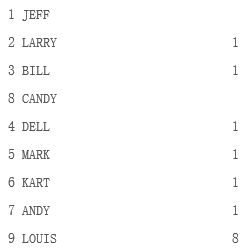 1 JEFF
2 LARRY 1
3 BILL 1
8 CANDY
4 DELL 1
5 MARK 1
6 KART 1
7 ANDY 1
9 LOUIS 8